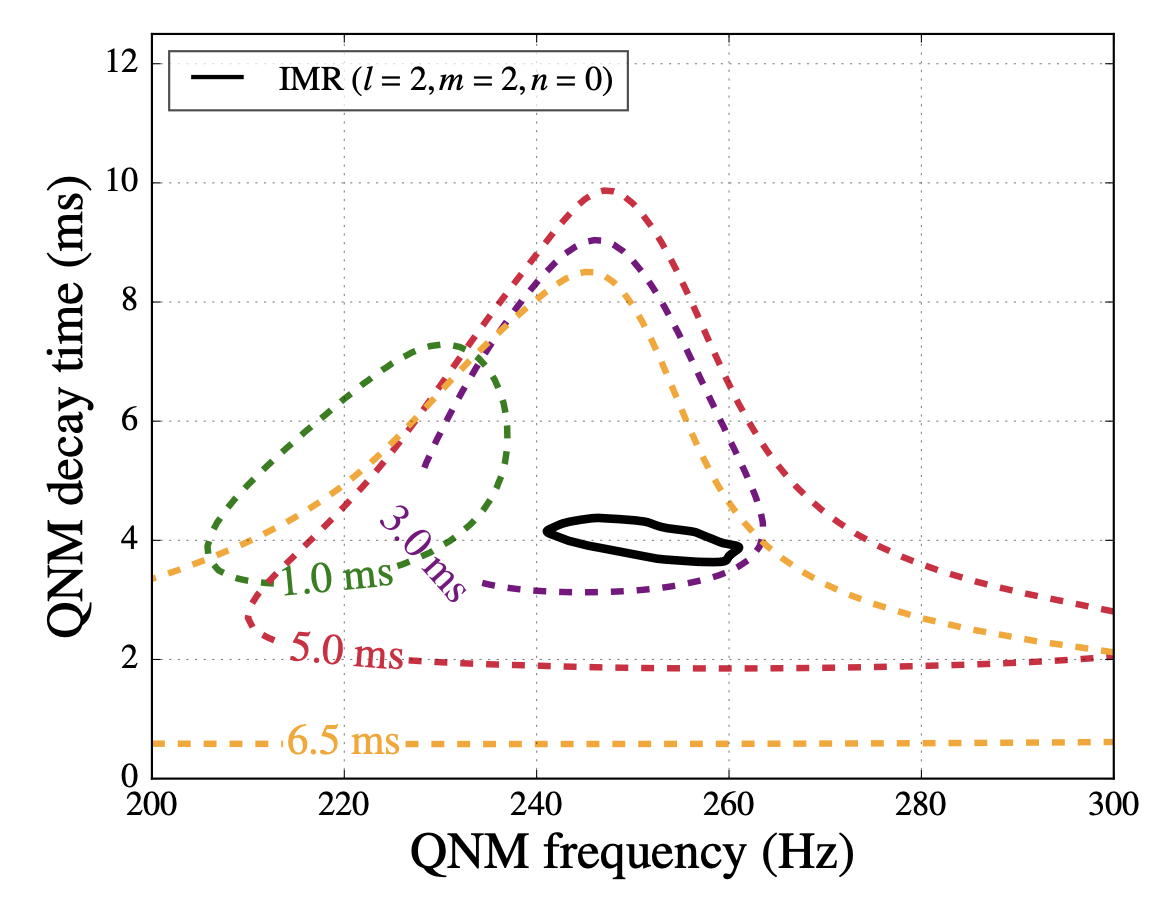 IMR (l = 2, m = 2, n = 0)
QNM decay time (ms)
12
10
8
6
4
2
0
3.0 ms
1.0 ms
5.0 ms
6.5 ms
200
220
240
260
280
300
QNM frequency (Hz)